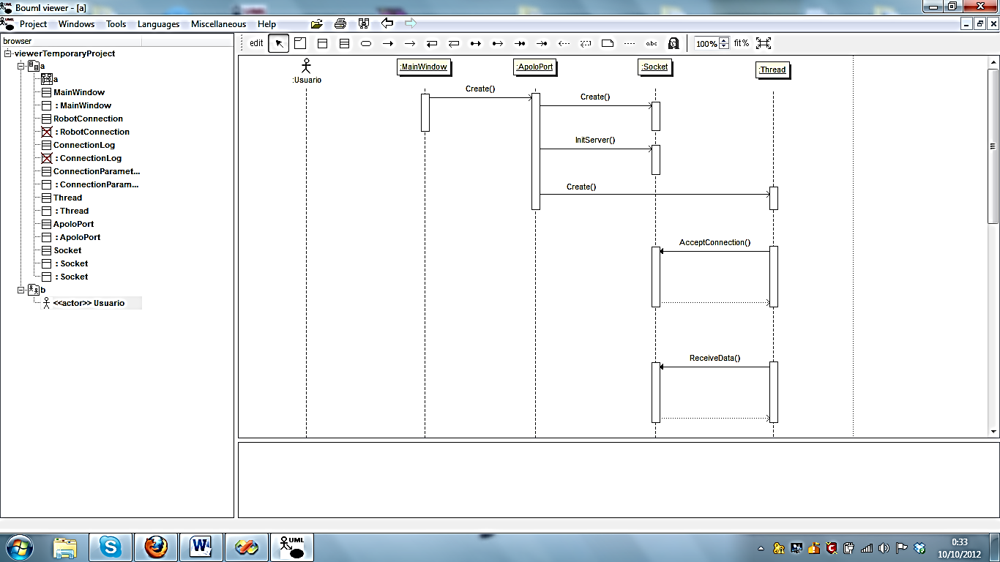 Bouml viewer - [a]
Project Windows Tools Languages Miscellaneous Help
browser
viewerTemporaryProject
a
a
MainWindow
: MainWindow
RobotConnection
: RobotConnection
ConnectionLog
: ConnectionLog
ConnectionParamet...
: ConnectionParam...
Thread
: Thread
ApoloPort
: ApoloPort
Socket
: Socket
: Socket
b
<<actor>> Usuario
edit abc 100% fit%
:Usuario :MainWindow :ApoloPort :Socket :Thread
Create()
Create()
InitServer()
Create()
AcceptConnection()
ReceiveData()
UML
0:33
10/10/2012